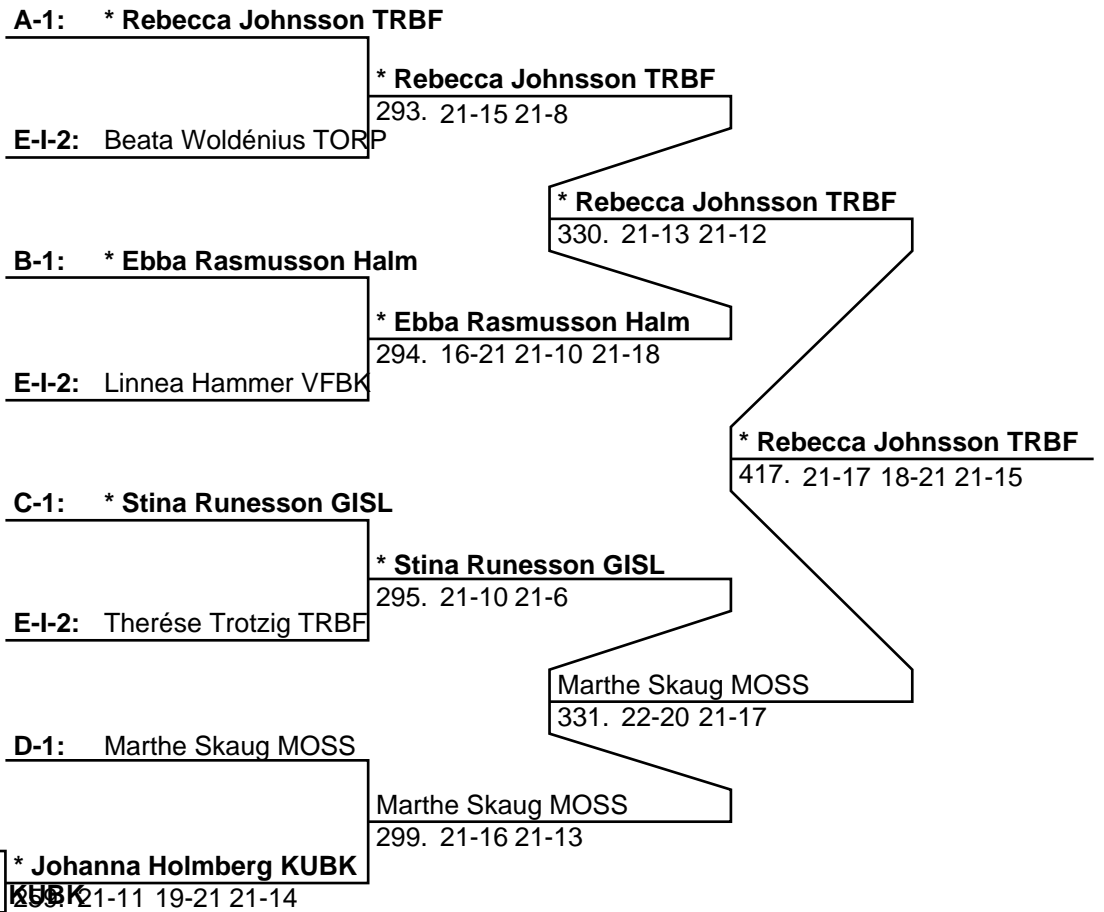 A-1: * Rebecca Johnsson TRBF
* Rebecca Johnsson TRBF
293. 21-15 21-8
E-I-2: Beata Woldénius TORP
* Rebecca Johnsson TRBF
330. 21-13 21-12
B-1: * Ebba Rasmusson Halm
* Ebba Rasmusson Halm
294. 16-21 21-10 21-18
E-I-2: Linnea Hammer VFBK
* Rebecca Johnsson TRBF
417. 21-17 18-21 21-15
C-1: * Stina Runesson GISL
* Stina Runesson GISL
295. 21-10 21-6
E-I-2: Therése Trotzig TRBF
Marthe Skaug MOSS
331. 22-20 21-17
D-1: Marthe Skaug MOSS
Marthe Skaug MOSS
299. 21-16 21-13
* Johanna Holmberg KUBK
KUBK
21-11 19-21 21-14